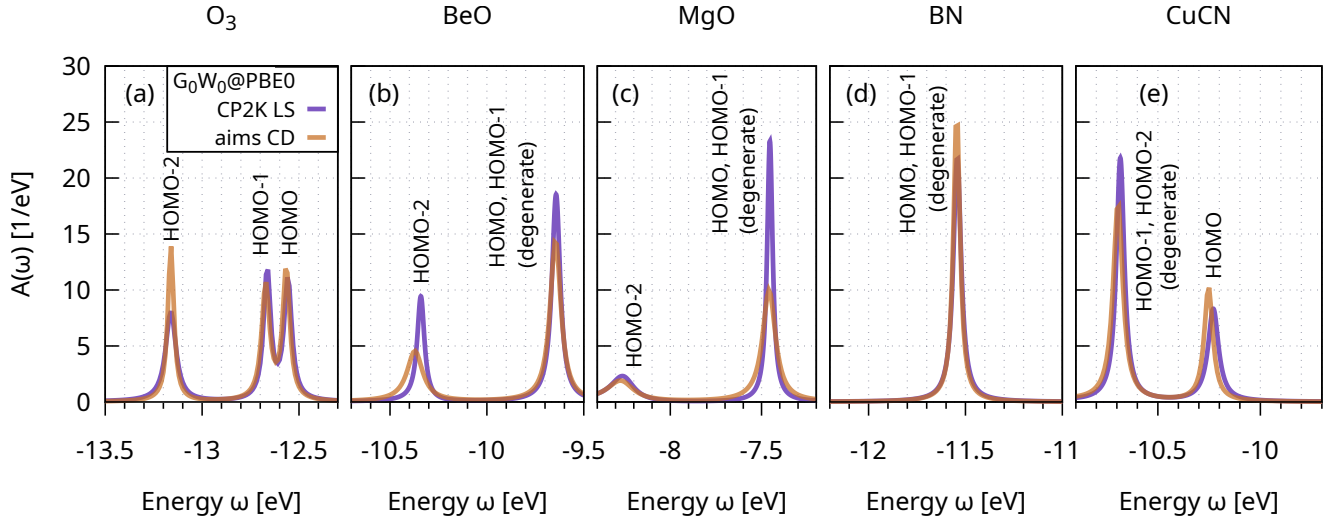 O₃ BeO MgO BN CuCN
A(ω) [1/eV]
30
25
20
15
10
5
0
(a)
G₀W₀@PBE0
CP2K LS
aims CD
HOMO-2
HOMO-1
HOMO
-13.5 -13 -12.5
Energy ω [eV]
(b)
HOMO-2
HOMO, HOMO-1
(degenerate)
-10.5 -10 -9.5
Energy ω [eV]
(c)
HOMO-2
HOMO, HOMO-1
(degenerate)
-8 -7.5
Energy ω [eV]
(d)
HOMO, HOMO-1
(degenerate)
-12 -11.5 -11
Energy ω [eV]
(e)
HOMO-1, HOMO-2
(degenerate)
HOMO
-10.5 -10
Energy ω [eV]